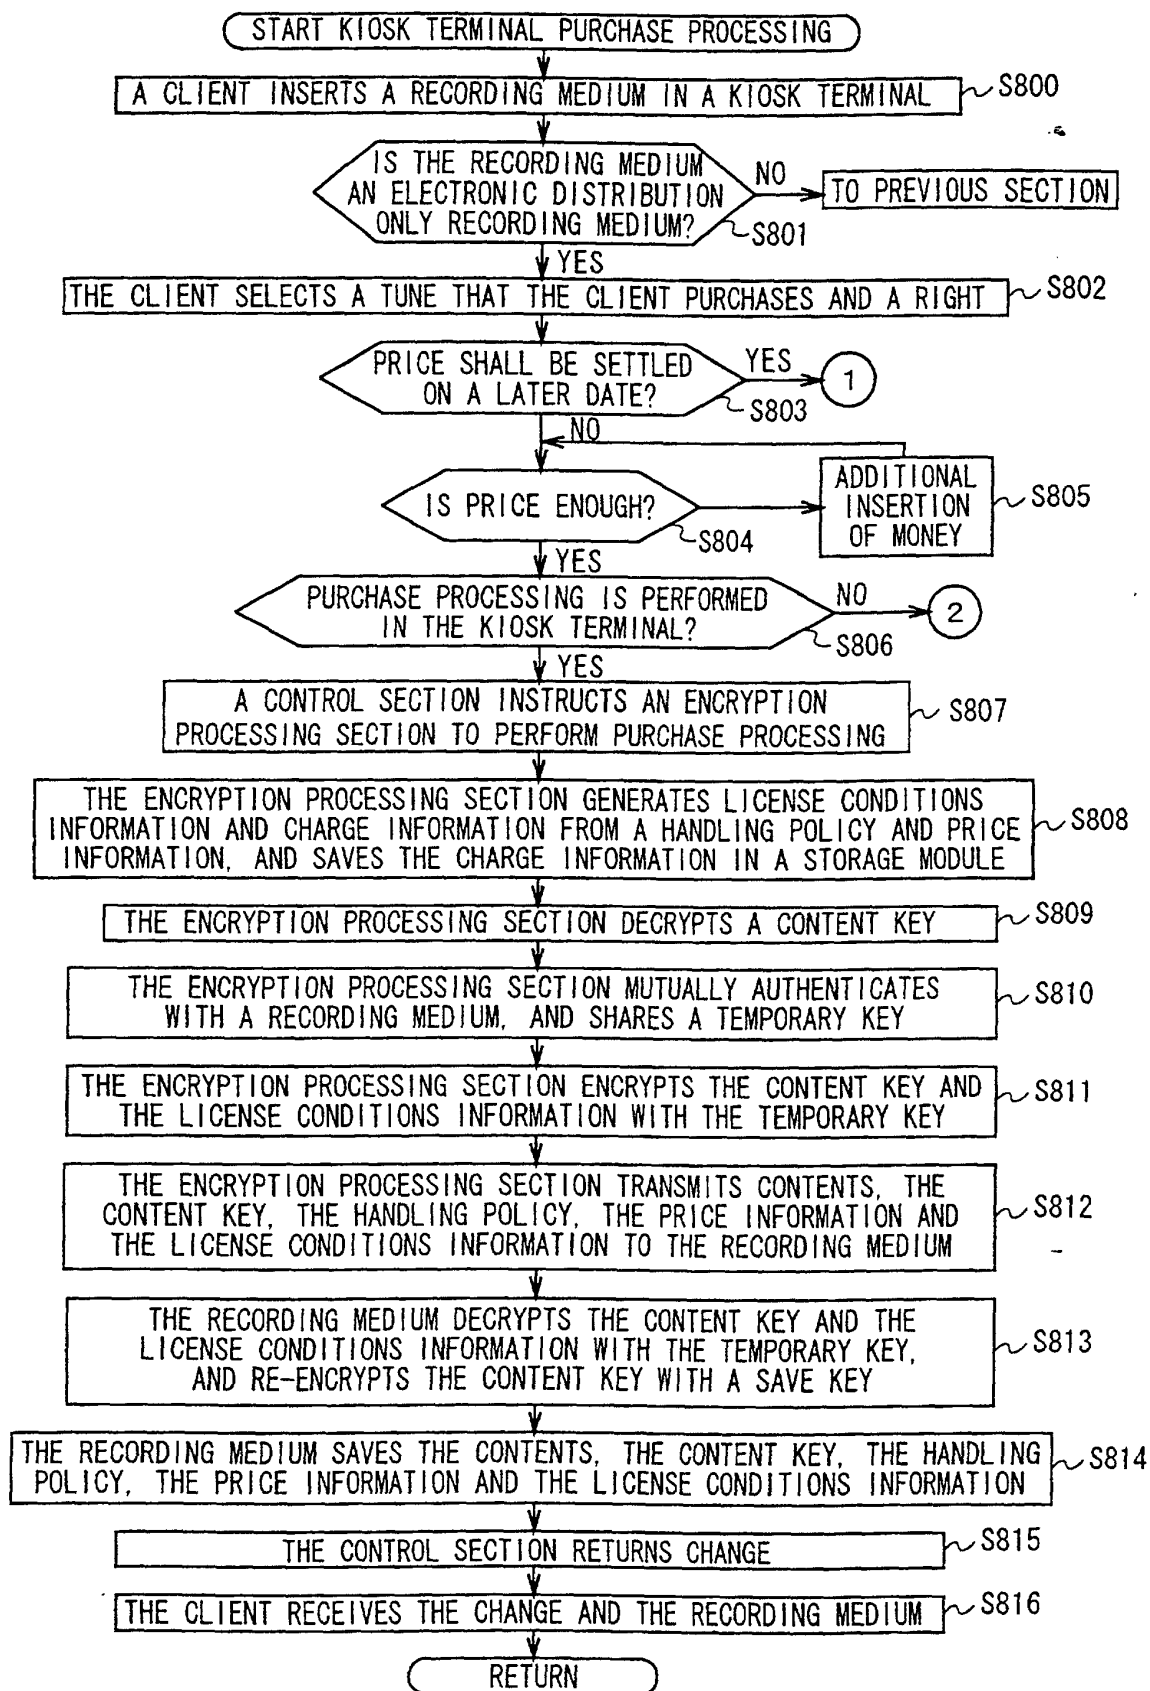 START KIOSK TERMINAL PURCHASE PROCESSING
A CLIENT INSERTS A RECORDING MEDIUM IN A KIOSK TERMINAL
S800
IS THE RECORDING MEDIUM
AN ELECTRONIC DISTRIBUTION
ONLY RECORDING MEDIUM?
NO
TO PREVIOUS SECTION
S801
YES
THE CLIENT SELECTS A TUNE THAT THE CLIENT PURCHASES AND A RIGHT
S802
PRICE SHALL BE SETTLED
ON A LATER DATE?
YES
1
S803
NO
IS PRICE ENOUGH?
S804
ADDITIONAL
INSERTION
OF MONEY
S805
YES
PURCHASE PROCESSING IS PERFORMED
IN THE KIOSK TERMINAL?
NO
2
S806
YES
A CONTROL SECTION INSTRUCTS AN ENCRYPTION
PROCESSING SECTION TO PERFORM PURCHASE PROCESSING
S807
THE ENCRYPTION PROCESSING SECTION GENERATES LICENSE CONDITIONS
INFORMATION AND CHARGE INFORMATION FROM A HANDLING POLICY AND PRICE
INFORMATION, AND SAVES THE CHARGE INFORMATION IN A STORAGE MODULE
S808
THE ENCRYPTION PROCESSING SECTION DECRYPTS A CONTENT KEY
S809
THE ENCRYPTION PROCESSING SECTION MUTUALLY AUTHENTICATES
WITH A RECORDING MEDIUM, AND SHARES A TEMPORARY KEY
S810
THE ENCRYPTION PROCESSING SECTION ENCRYPTS THE CONTENT KEY AND
THE LICENSE CONDITIONS INFORMATION WITH THE TEMPORARY KEY
S811
THE ENCRYPTION PROCESSING SECTION TRANSMITS CONTENTS, THE
CONTENT KEY, THE HANDLING POLICY, THE PRICE INFORMATION AND
THE LICENSE CONDITIONS INFORMATION TO THE RECORDING MEDIUM
S812
THE RECORDING MEDIUM DECRYPTS THE CONTENT KEY AND THE
LICENSE CONDITIONS INFORMATION WITH THE TEMPORARY KEY,
AND RE-ENCRYPTS THE CONTENT KEY WITH A SAVE KEY
S813
THE RECORDING MEDIUM SAVES THE CONTENTS, THE CONTENT KEY, THE HANDLING
POLICY, THE PRICE INFORMATION AND THE LICENSE CONDITIONS INFORMATION
S814
THE CONTROL SECTION RETURNS CHANGE
S815
THE CLIENT RECEIVES THE CHANGE AND THE RECORDING MEDIUM
S816
RETURN